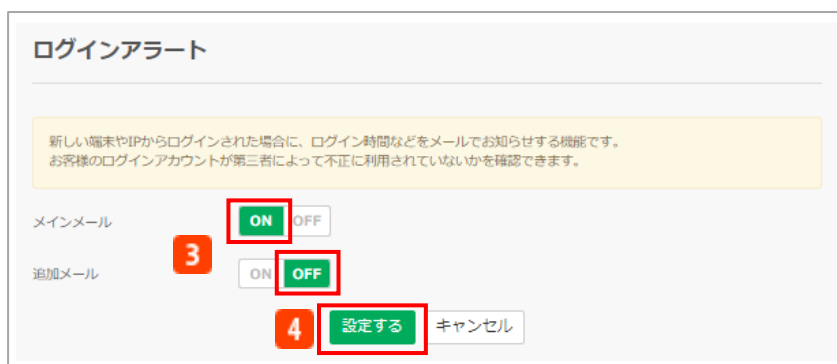 ログインアラート
新しい端末やIPからログインされた場合に、ログイン時間などをメールでお知らせする機能です。
お客様のログインアカウントが第三者によって不正に利用されていないかを確認できます。
メインメール ON OFF
3
追加メール ON OFF
4 設定する キャンセル